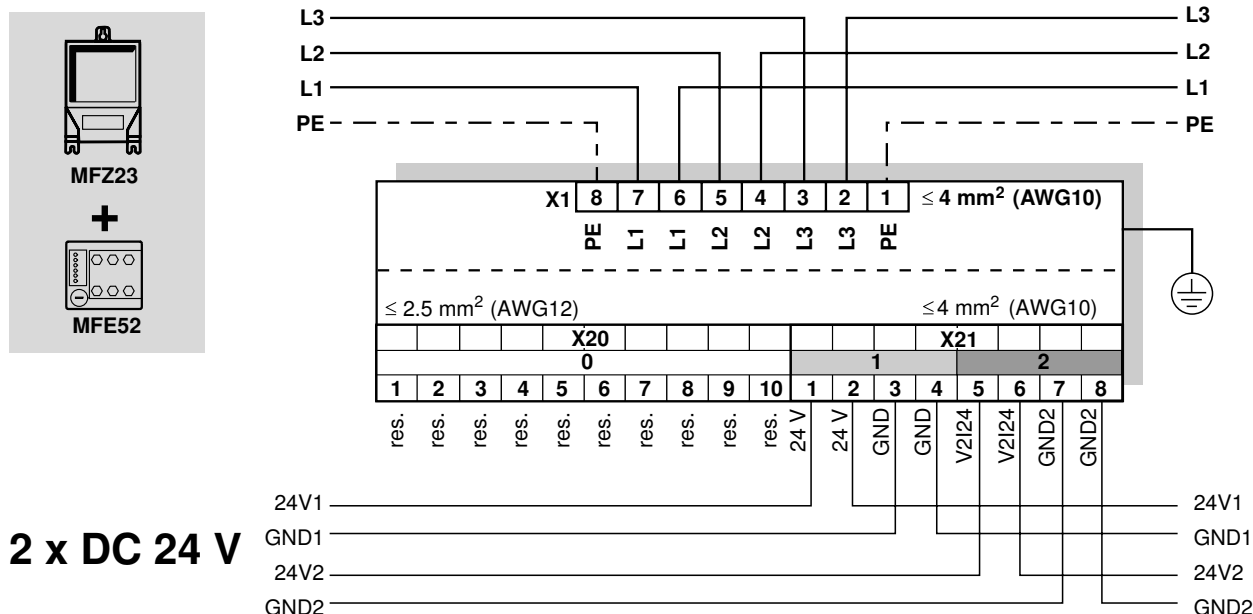 L3 L3
L2 L2
L1 L1
PE PE
MFZ23
+
MFE52
X1 8 7 6 5 4 3 2 1 ≤ 4 mm² (AWG10)
PE L1 L1 L2 L2 L3 L3 PE
≤ 2.5 mm² (AWG12) ≤4 mm² (AWG10)
X20 X21
0 1 2
1 2 3 4 5 6 7 8 9 10 1 2 3 4 5 6 7 8
res. res. res. res. res. res. res. res. res. res. 24 V 24 V GND GND V2I24 V2I24 GND2 GND2
2 x DC 24 V
24V1 24V1
GND1 GND1
24V2 24V2
GND2 GND2